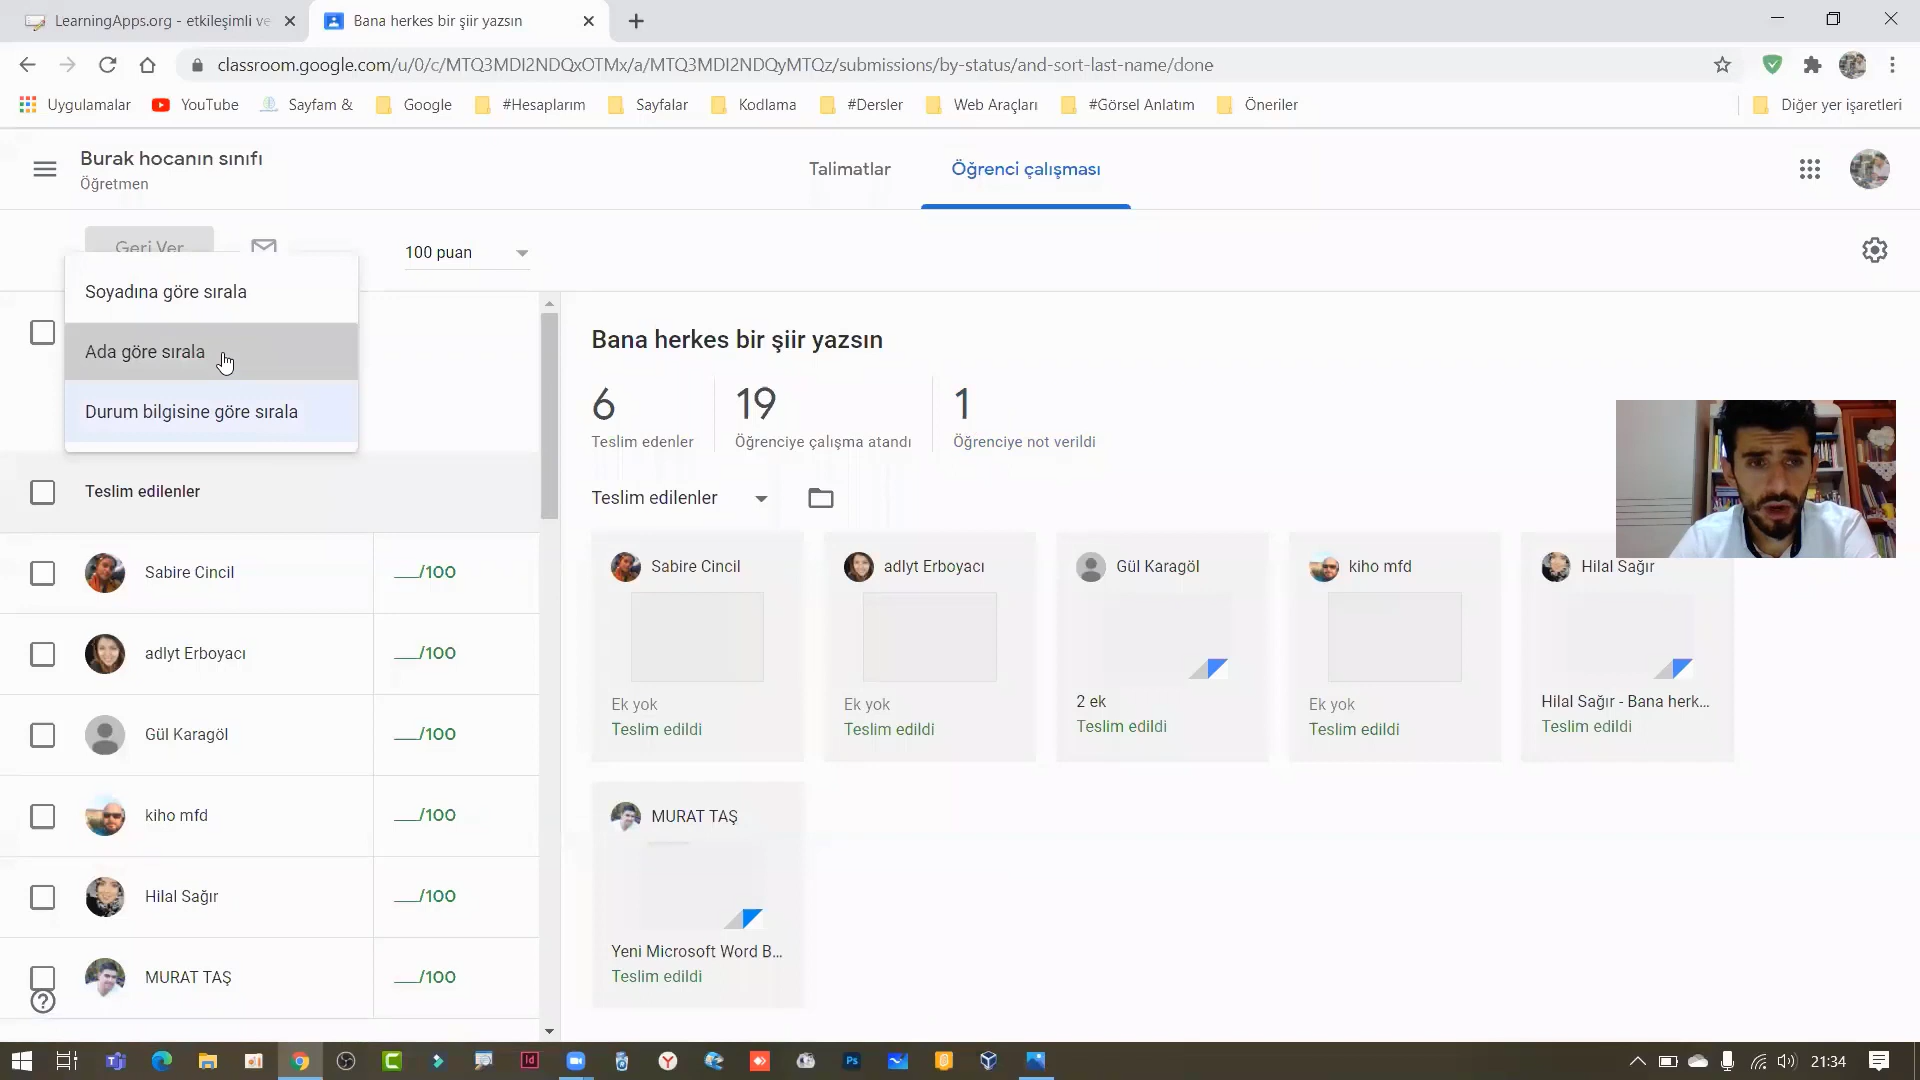 LearningApps.org - etkileşimli ve
Bana herkes bir şiir yazsın
classroom.google.com/u/0/c/MTQ3MDI2NDQxOTMx/a/MTQ3MDI2NDQyMTQz/submissions/by-status/and-sort-last-name/done
Uygulamalar
YouTube
Sayfam &
Google
#Hesaplarım
Sayfalar
Kodlama
#Dersler
Web Araçları
#Görsel Anlatım
Öneriler
Diğer yer işaretleri
Burak hocanın sınıfı
Öğretmen
Talimatlar
Öğrenci çalışması
Geri Ver
100 puan
Soyadına göre sırala
Ada göre sırala
Durum bilgisine göre sırala
Teslim edilenler
Sabire Cincil
___/100
adlyt Erboyacı
___/100
Gül Karagöl
___/100
kiho mfd
___/100
Hilal Sağır
___/100
MURAT TAŞ
___/100
Bana herkes bir şiir yazsın
6
Teslim edenler
19
Öğrenciye çalışma atandı
1
Öğrenciye not verildi
Teslim edilenler
Sabire Cincil
Ek yok
Teslim edildi
adlyt Erboyacı
Ek yok
Teslim edildi
Gül Karagöl
2 ek
Teslim edildi
kiho mfd
Ek yok
Teslim edildi
Hilal Sağır
Hilal Sağır - Bana herk...
Teslim edildi
MURAT TAŞ
Yeni Microsoft Word B...
Teslim edildi
21:34